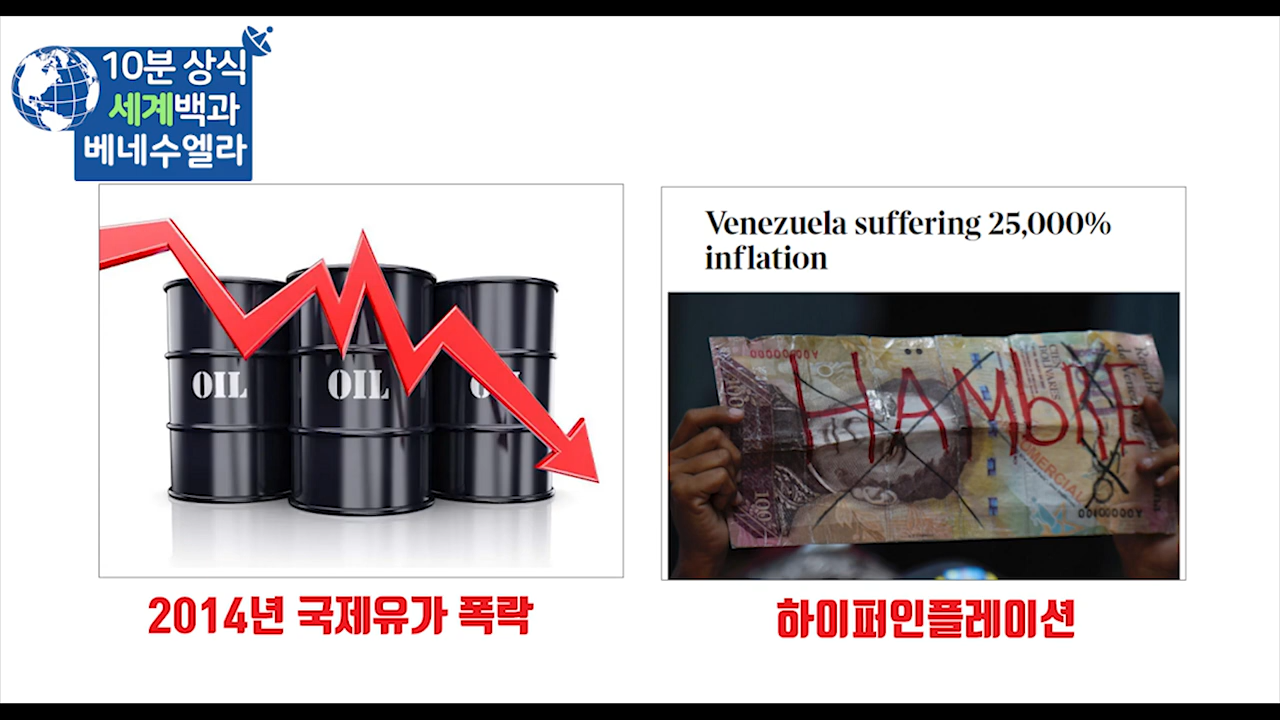 10분 상식
세계백과
베네수엘라
OIL
OIL
Venezuela suffering 25,000%
inflation
HAMbRE
100
2014년 국제유가 폭락
하이퍼인플레이션